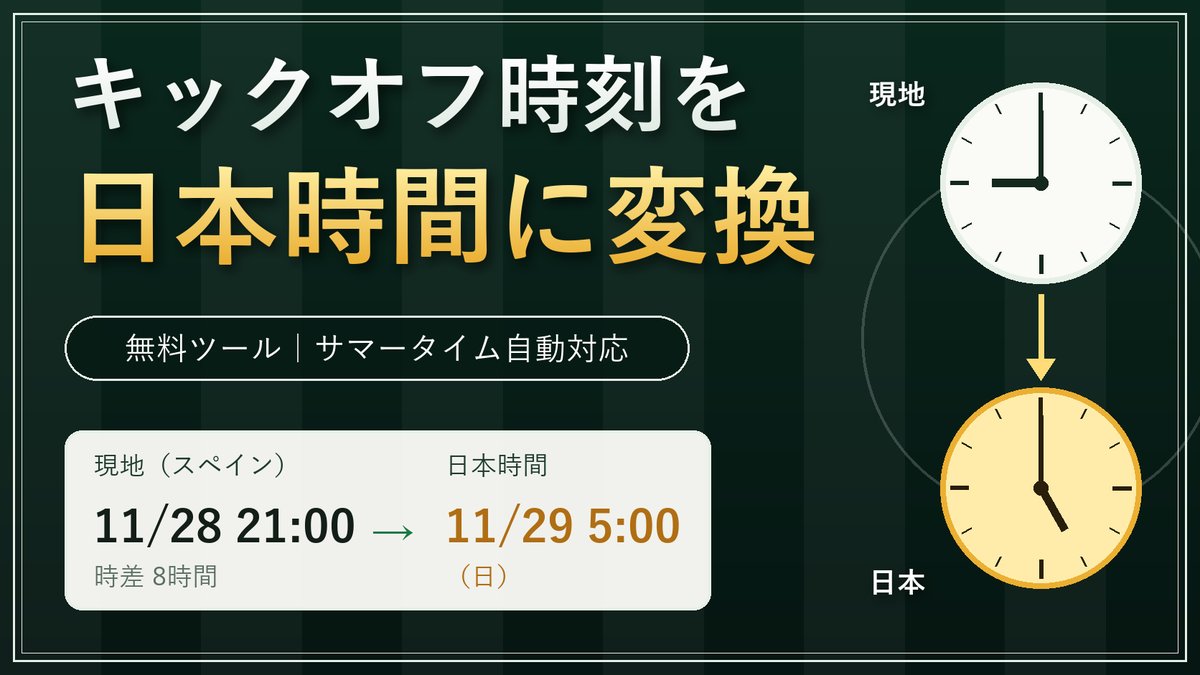 キックオフ時刻を
日本時間に変換
無料ツール｜サマータイム自動対応
現地（スペイン）
11/28 21:00
時差 8時間
→
日本時間
11/29 5:00
（日）
現地
日本